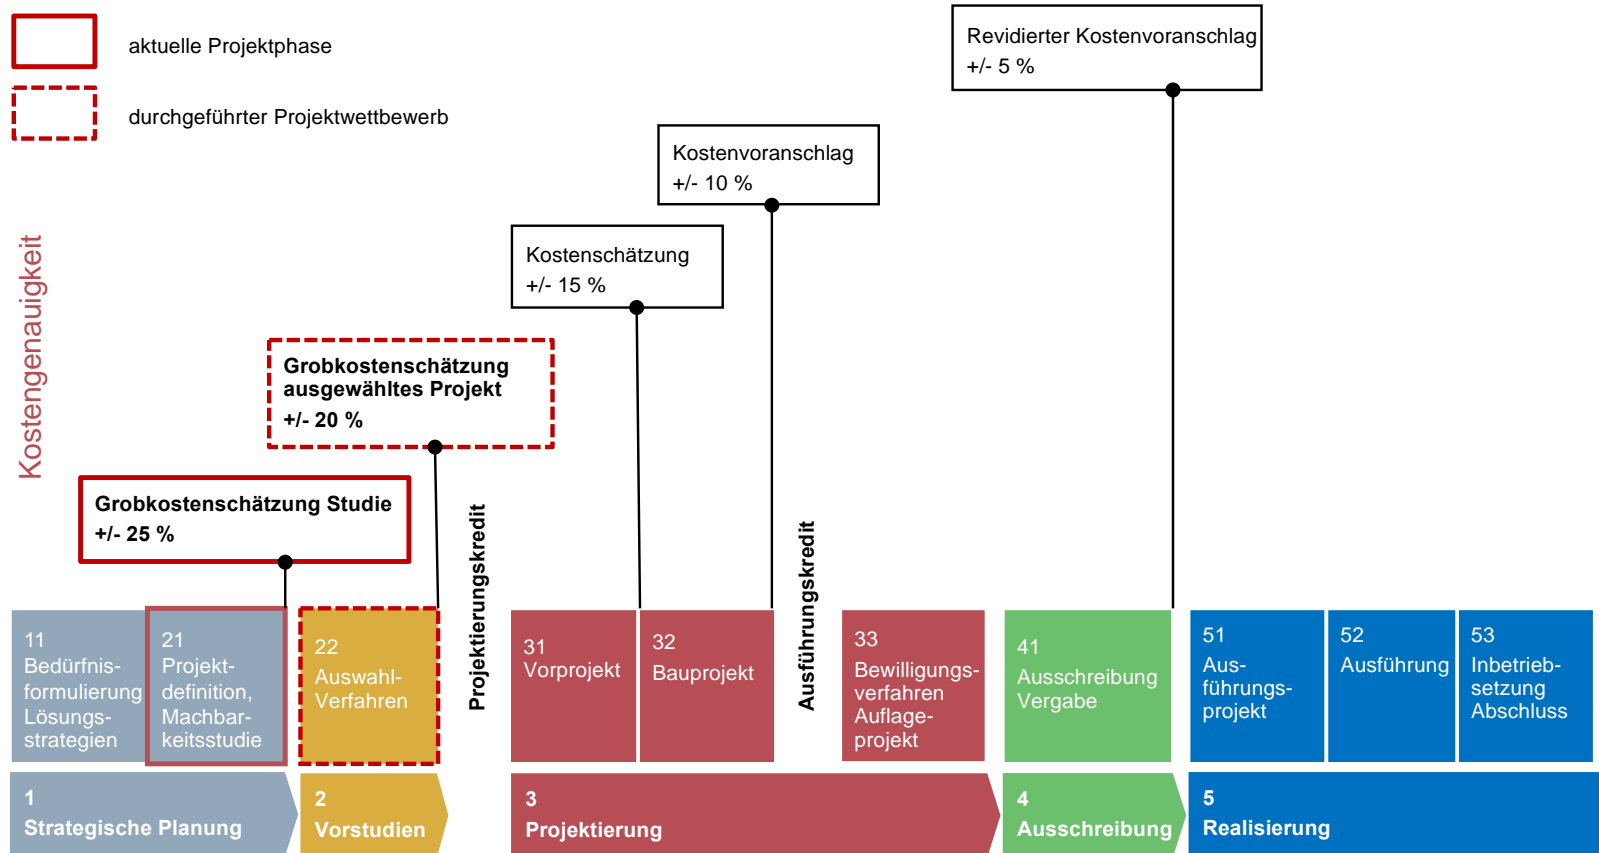 aktuelle Projektphase
durchgeführter Projektwettbewerb
Revidierter Kostenvoranschlag
+/- 5 %
Kostenvoranschlag
+/- 10 %
Kostenschätzung
+/- 15 %
Kostengenauigkeit
Grobkostenschätzung
ausgewähltes Projekt
+/- 20 %
Grobkostenschätzung Studie
+/- 25 %
Projektierungskredit
Ausführungskredit
11
Bedürfnis-
formulierung
Lösungs-
strategien
21
Projekt-
definition,
Machbar-
keitsstudie
22
Auswahl-
Verfahren
31
Vorprojekt
32
Bauprojekt
33
Bewilligungs-
verfahren
Auflage-
projekt
41
Ausschreibung
Vergabe
51
Aus-
führungs-
projekt
52
Ausführung
53
Inbetrieb-
setzung
Abschluss
1
Strategische Planung
2
Vorstudien
3
Projektierung
4
Ausschreibung
5
Realisierung